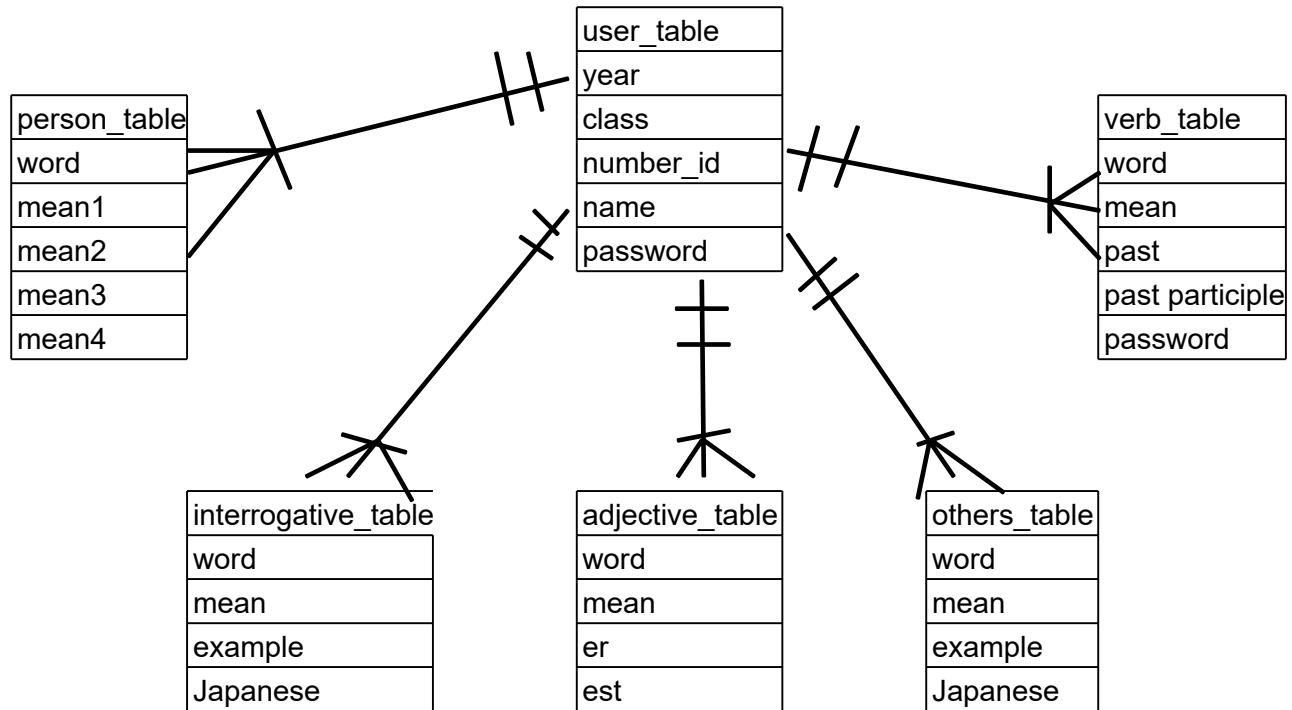 user_table
year
class
number_id
name
password
person_table
word
mean1
mean2
mean3
mean4
verb_table
word
mean
past
past participle
password
interrogative_table
word
mean
example
Japanese
adjective_table
word
mean
er
est
others_table
word
mean
example
Japanese